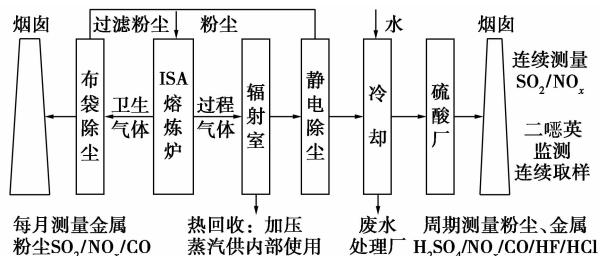 烟囱
过滤粉尘
粉尘
水
烟囱
布袋除尘
卫生
气体
ISA
熔炼炉
过程
气体
辐射室
静电除尘
冷却
硫酸厂
连续测量
SO₂/NOₓ
二噁英
监测
连续取样
每月测量金属
粉尘SO₂/NOₓ/CO
热回收：加压
蒸汽供内部使用
废水
处理厂
周期测量粉尘、金属
H₂SO₄/NOₓ/CO/HF/HCl